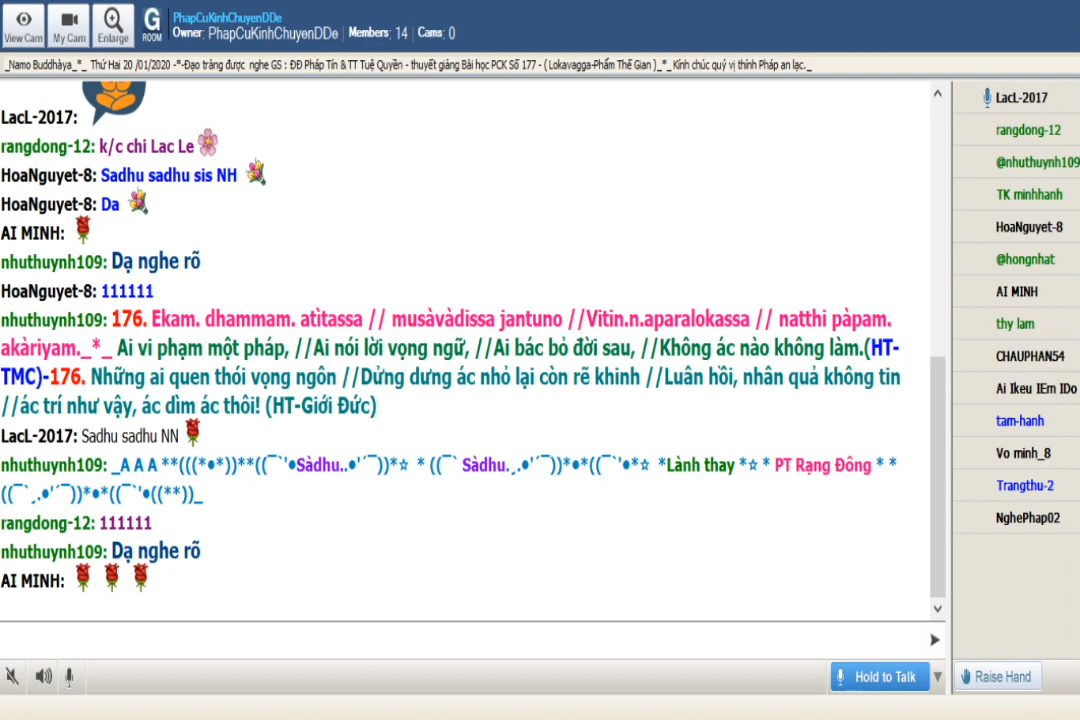 PhapCuKinhChuyenDDe
Owner: PhapCuKinhChuyenDDe Members: 14 Cams: 0
View Cam My Cam Enlarge G ROOM
_Namo Buddhàya_*_ Thứ Hai 20 /01/2020 -*-Đạo tràng được nghe GS : ĐĐ Pháp Tín & TT Tuệ Quyền - thuyết giảng Bài học PCK Số 177 - ( Lokavagga-Phẩm Thế Gian )_*_ Kính chúc quý vị thính Pháp an lạc._
LacL-2017:
rangdong-12: k/c chi Lac Le
HoaNguyet-8: Sadhu sadhu sis NH
HoaNguyet-8: Da
AI MINH:
nhuthuynh109: Dạ nghe rõ
HoaNguyet-8: 111111
nhuthuynh109: 176. Ekam. dhammam. atìtassa // musàvàdissa jantuno //Vitin.n.aparalokassa // natthi pàpam.
akàriyam._*_ Ai vi phạm một pháp, //Ai nói lời vọng ngữ, //Ai bác bỏ đời sau, //Không ác nào không làm.(HT-
TMC)-176. Những ai quen thói vọng ngôn //Dửng dưng ác nhỏ lại còn rẽ khinh //Luân hồi, nhân quả không tin
//ác trí như vậy, ác dìm ác thôi! (HT-Giới Đức)
LacL-2017: Sadhu sadhu NN
nhuthuynh109: _A A A **(((*•*))**((¯`'•Sàdhu..•'´¯))*☆ * ((¯` Sàdhu.¸.•'´¯))*•*((¯`'•*☆ *Lành thay *☆ * PT Rạng Đông * *
((¯`¸.•'´¯))*•*((¯`'•((**))_
rangdong-12: 111111
nhuthuynh109: Dạ nghe rõ
AI MINH:
LacL-2017
rangdong-12
@nhuthuynh109
TK minhhanh
HoaNguyet-8
@hongnhat
AI MINH
thy lam
CHAUPHAN54
Ai Ikeu IEm IDo
tam-hanh
Vo minh_8
Trangthu-2
NghePhap02
Hold to Talk
Raise Hand